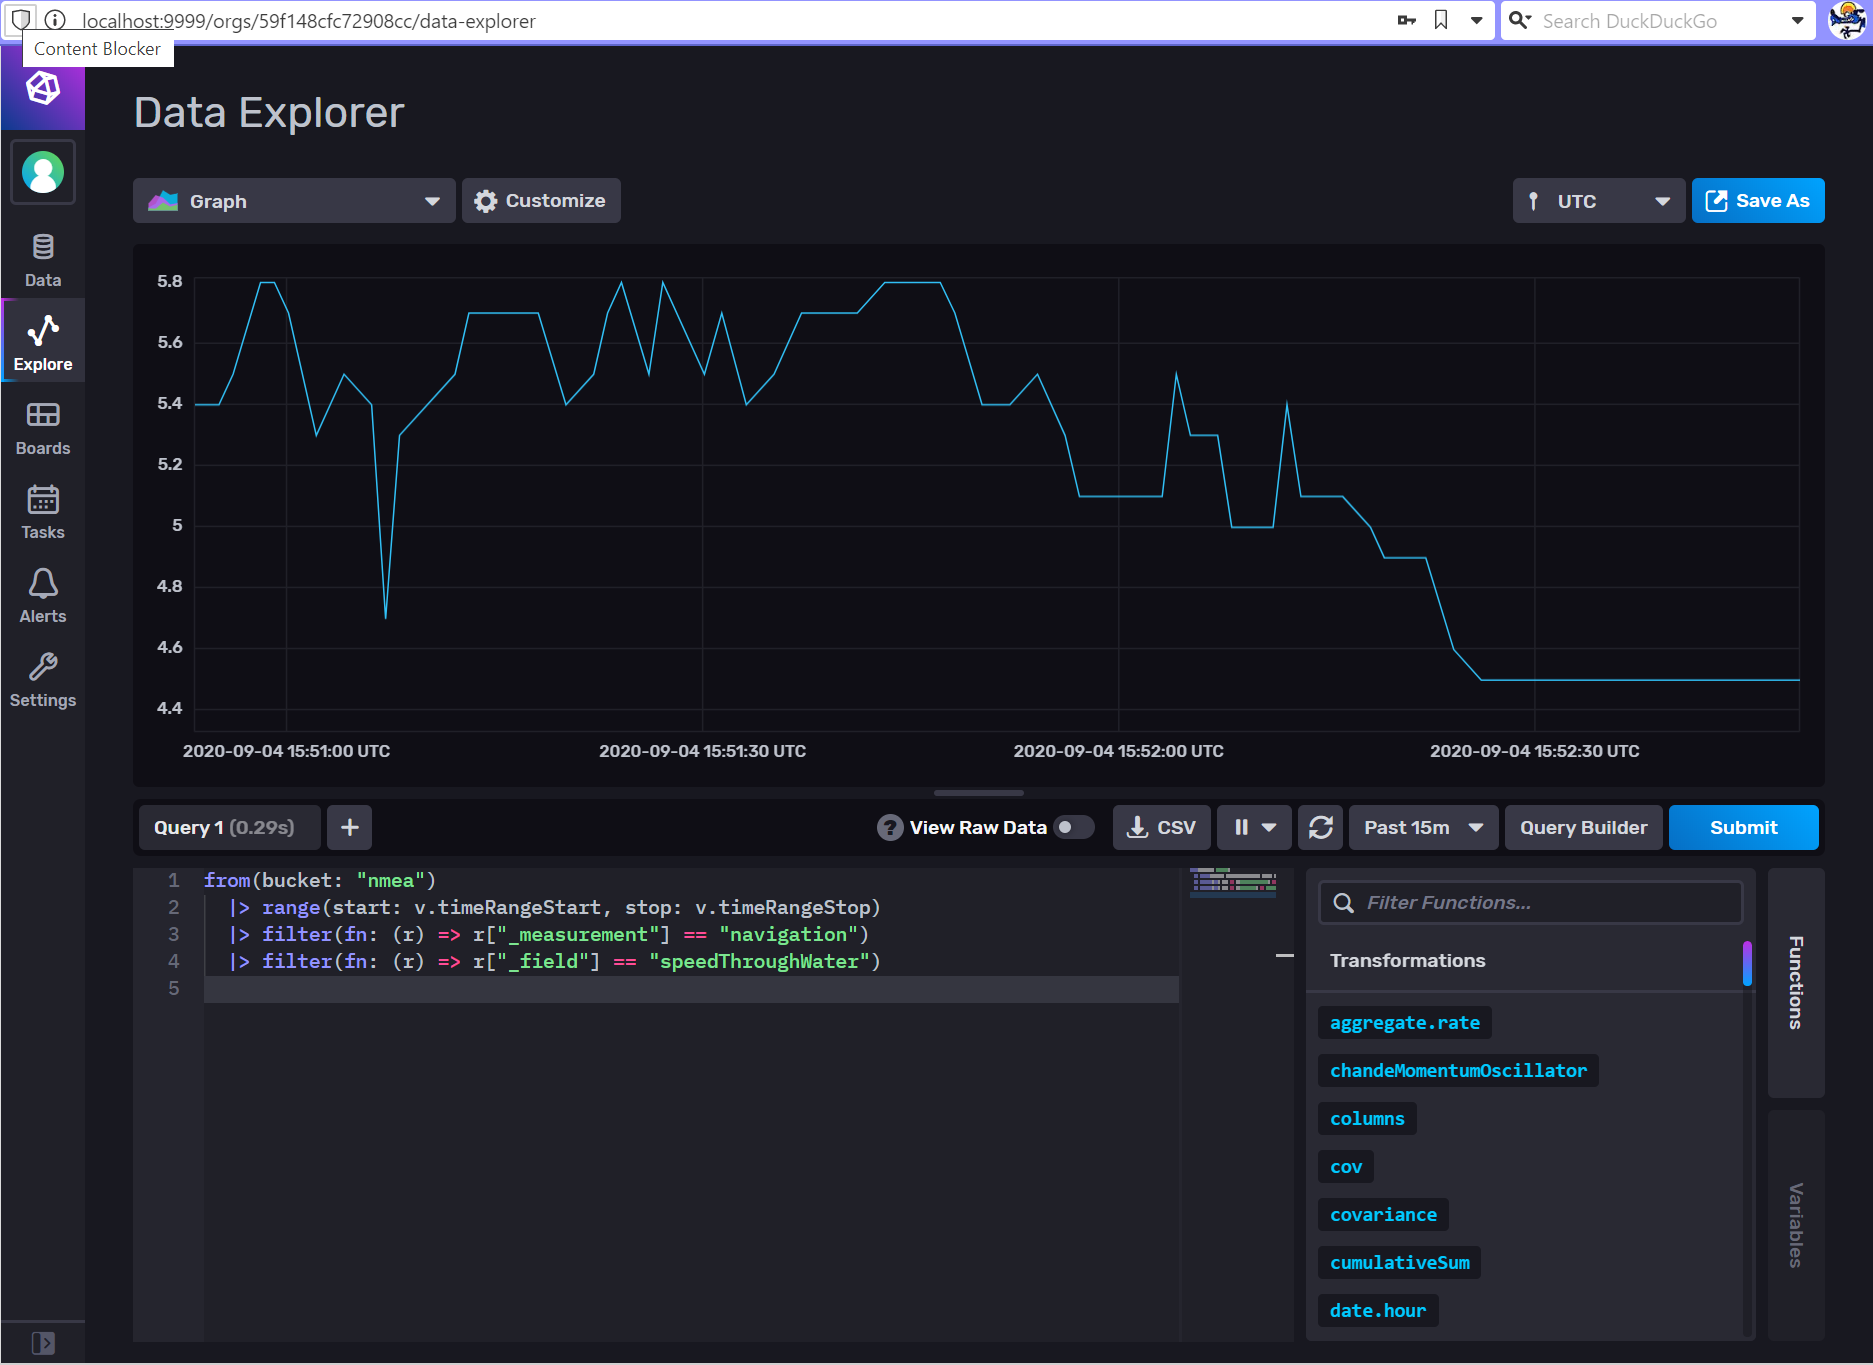 localhost:9999/orgs/59f148cfc72908cc/data-explorer
Search DuckDuckGo
Content Blocker
Data Explorer
Graph
Customize
UTC
Save As
Data
Explore
Boards
Tasks
Alerts
Settings
5.8
5.6
5.4
5.2
5
4.8
4.6
4.4
2020-09-04 15:51:00 UTC
2020-09-04 15:51:30 UTC
2020-09-04 15:52:00 UTC
2020-09-04 15:52:30 UTC
Query 1 (0.29s)
+
? View Raw Data
CSV
Past 15m
Query Builder
Submit
1 from(bucket: "nmea")
2 |> range(start: v.timeRangeStart, stop: v.timeRangeStop)
3 |> filter(fn: (r) => r["_measurement"] == "navigation")
4 |> filter(fn: (r) => r["_field"] == "speedThroughWater")
5
Filter Functions...
Transformations
aggregate.rate
chandeMomentumOscillator
columns
cov
covariance
cumulativeSum
date.hour
Functions
Variables